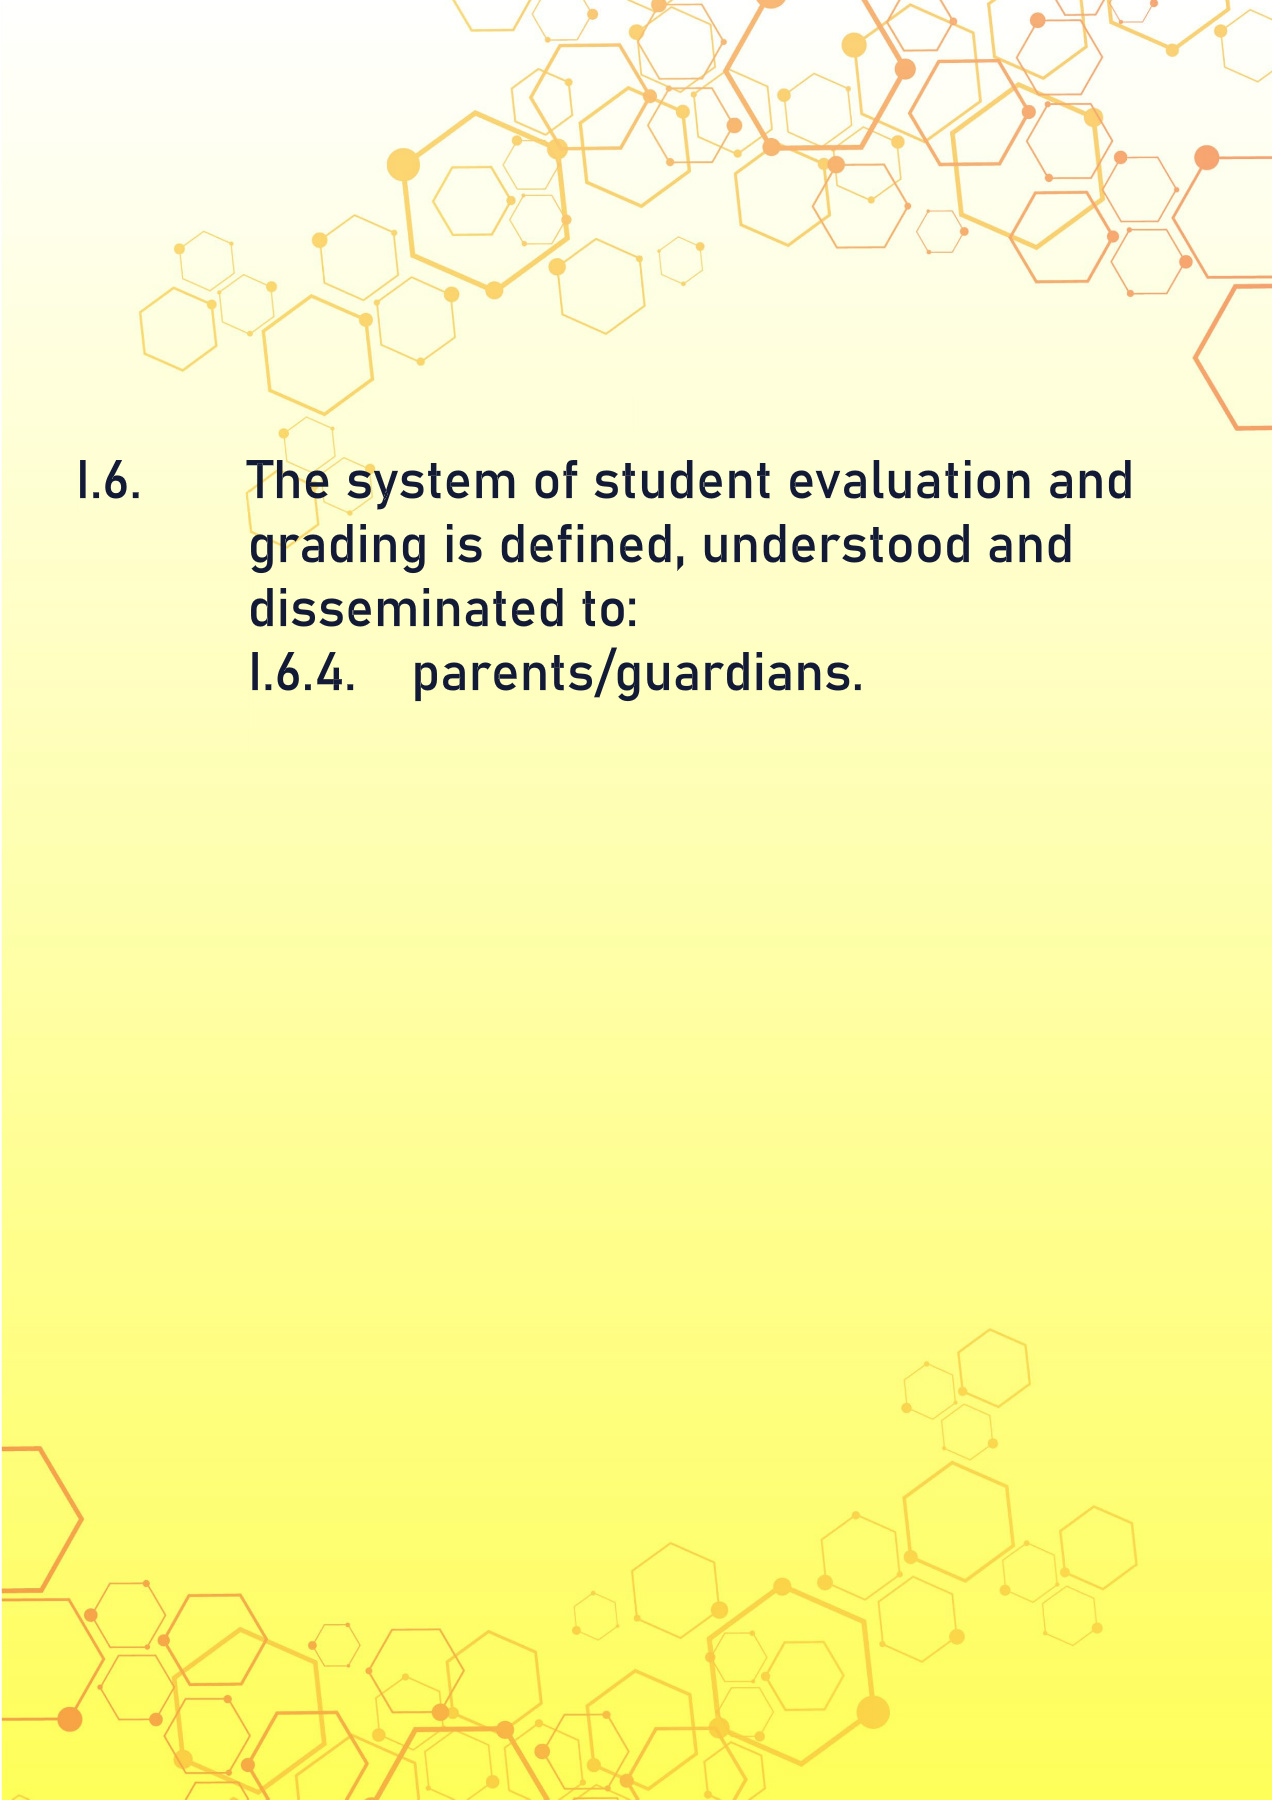 I.6. The system of student evaluation and
grading is defined, understood and
disseminated to:
I.6.4. parents/guardians.